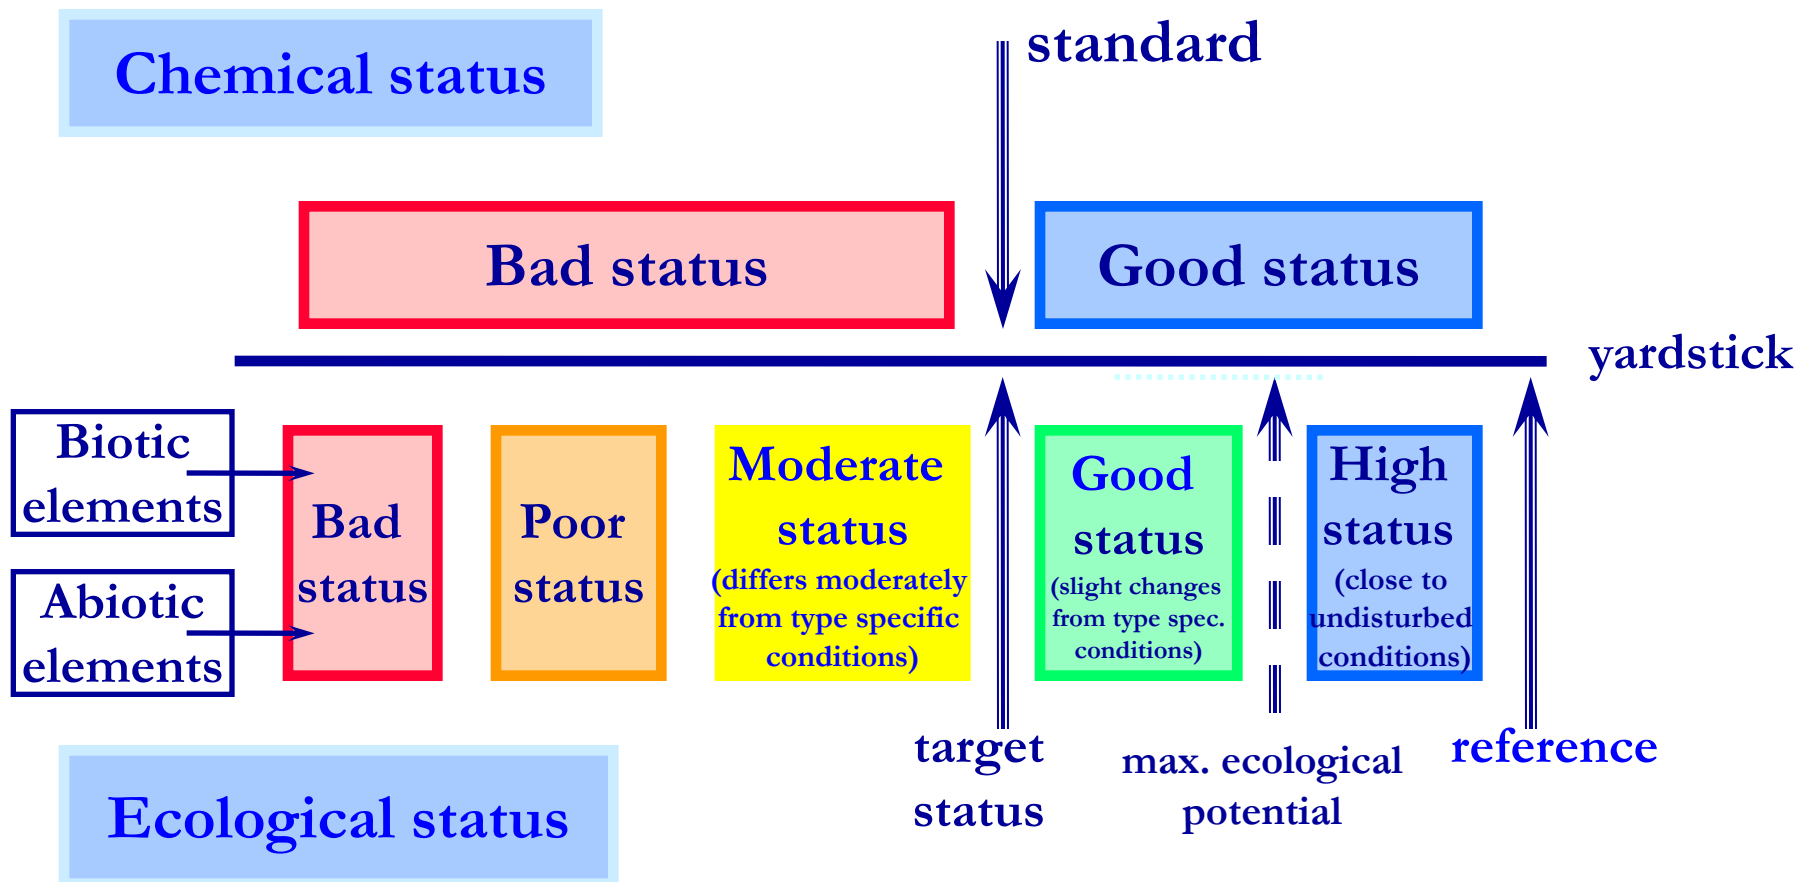 Chemical status
standard
Bad status
Good status
yardstick
Biotic
elements
Abiotic
elements
Bad
status
Poor
status
Moderate
status
(differs moderately
from type specific
conditions)
Good
status
(slight changes
from type spec.
conditions)
High
status
(close to
undisturbed
conditions)
target
status
max. ecological
potential
reference
Ecological status